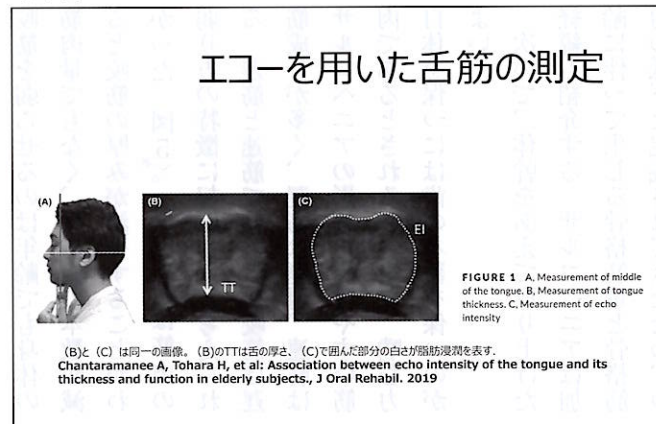 エコーを用いた舌筋の測定
(A)
(B)
(C)
TT
EI
FIGURE 1 A, Measurement of middle
of the tongue. B, Measurement of tongue
thickness. C, Measurement of echo
intensity
(B)と(C)は同一の画像。(B)のTTは舌の厚さ、(C)で囲んだ部分の白さが脂肪浸潤を表す.
Chantaramanee A, Tohara H, et al: Association between echo intensity of the tongue and its
thickness and function in elderly subjects., J Oral Rehabil. 2019